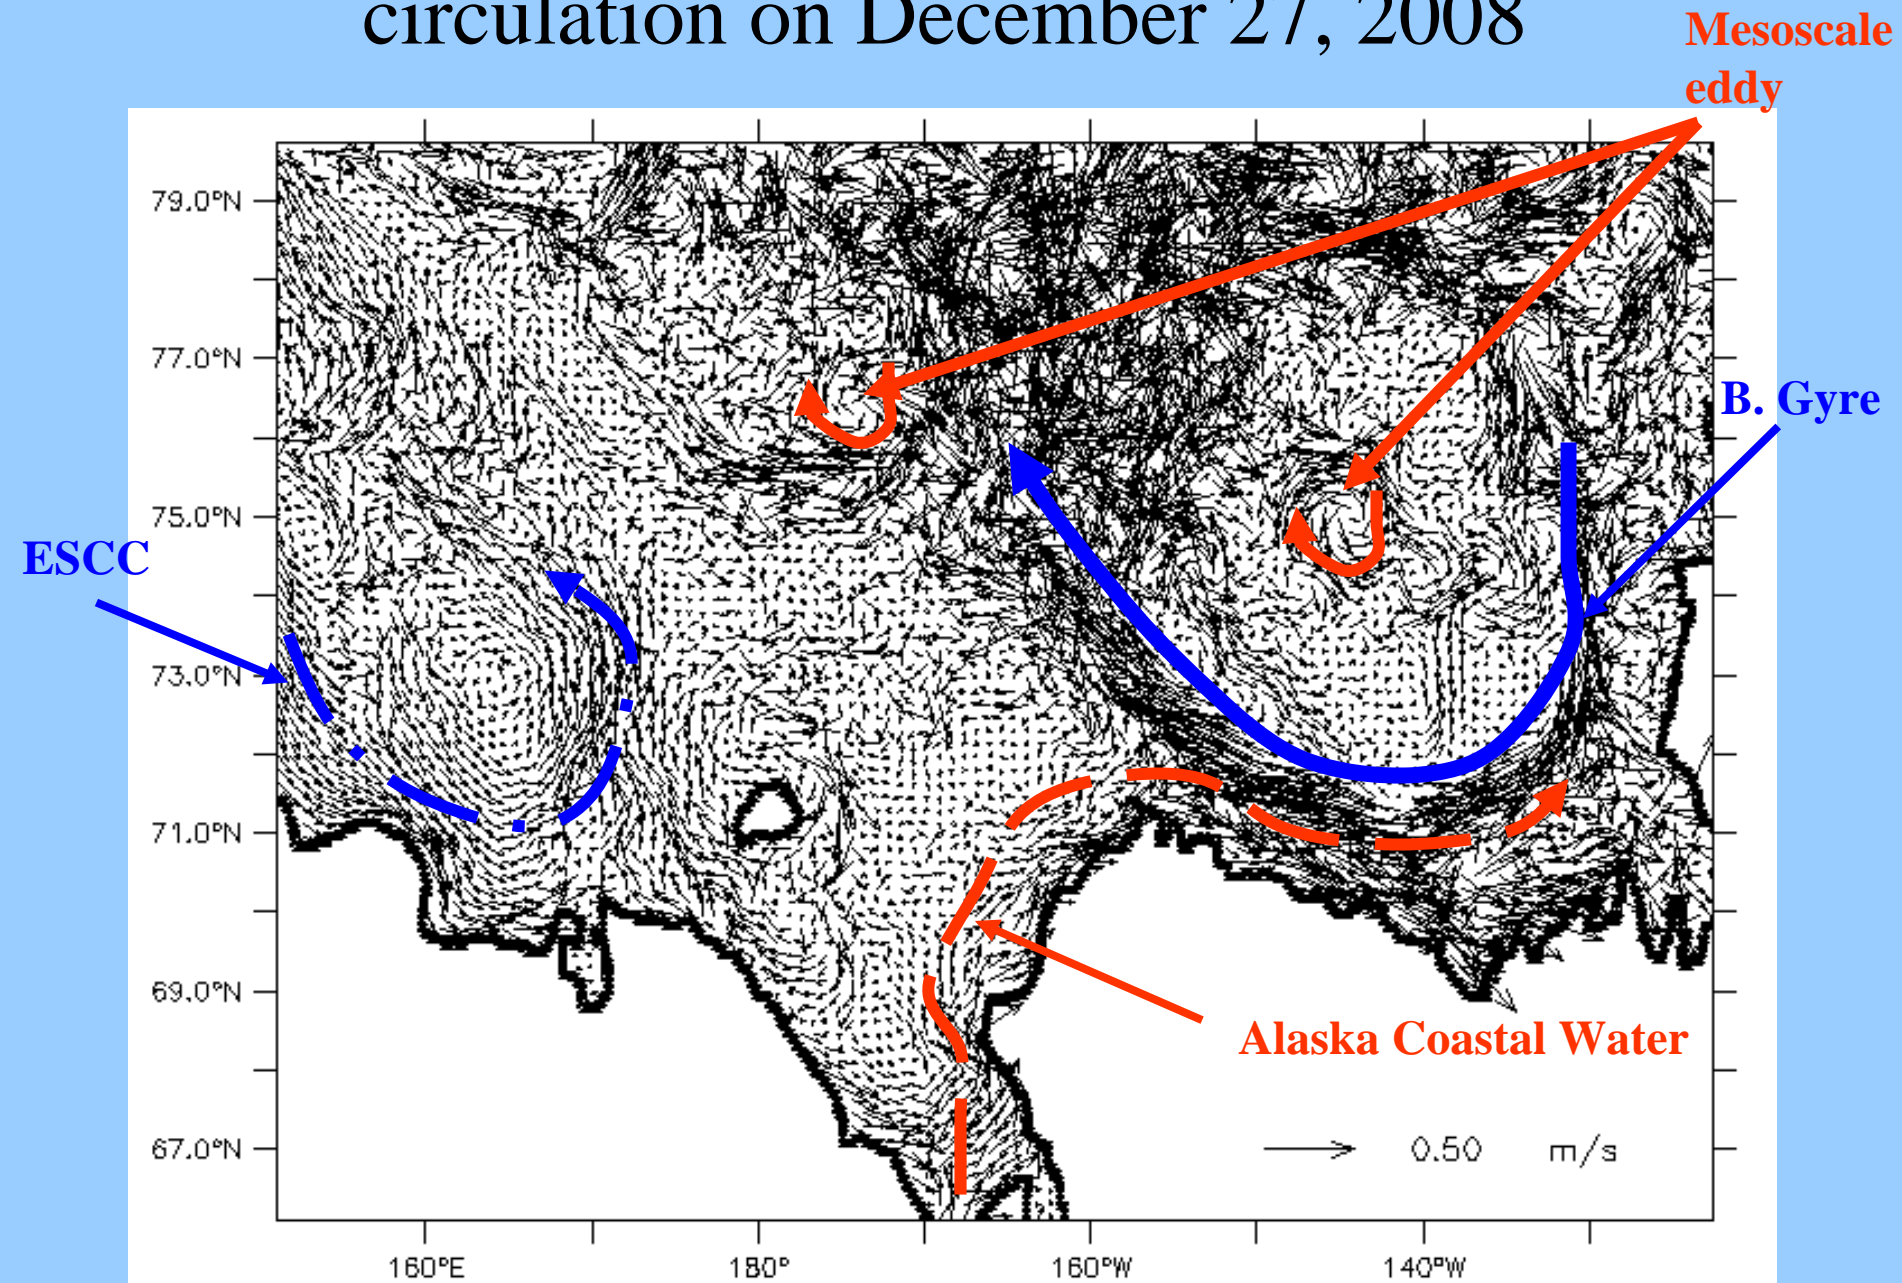 circulation on December 27, 2008
Mesoscale
eddy
79.0°N
77.0°N
B. Gyre
75.0°N
ESCC
73.0°N
71.0°N
69.0°N
Alaska Coastal Water
67.0°N
0.50 m/s
160°E 180° 160°W 140°W